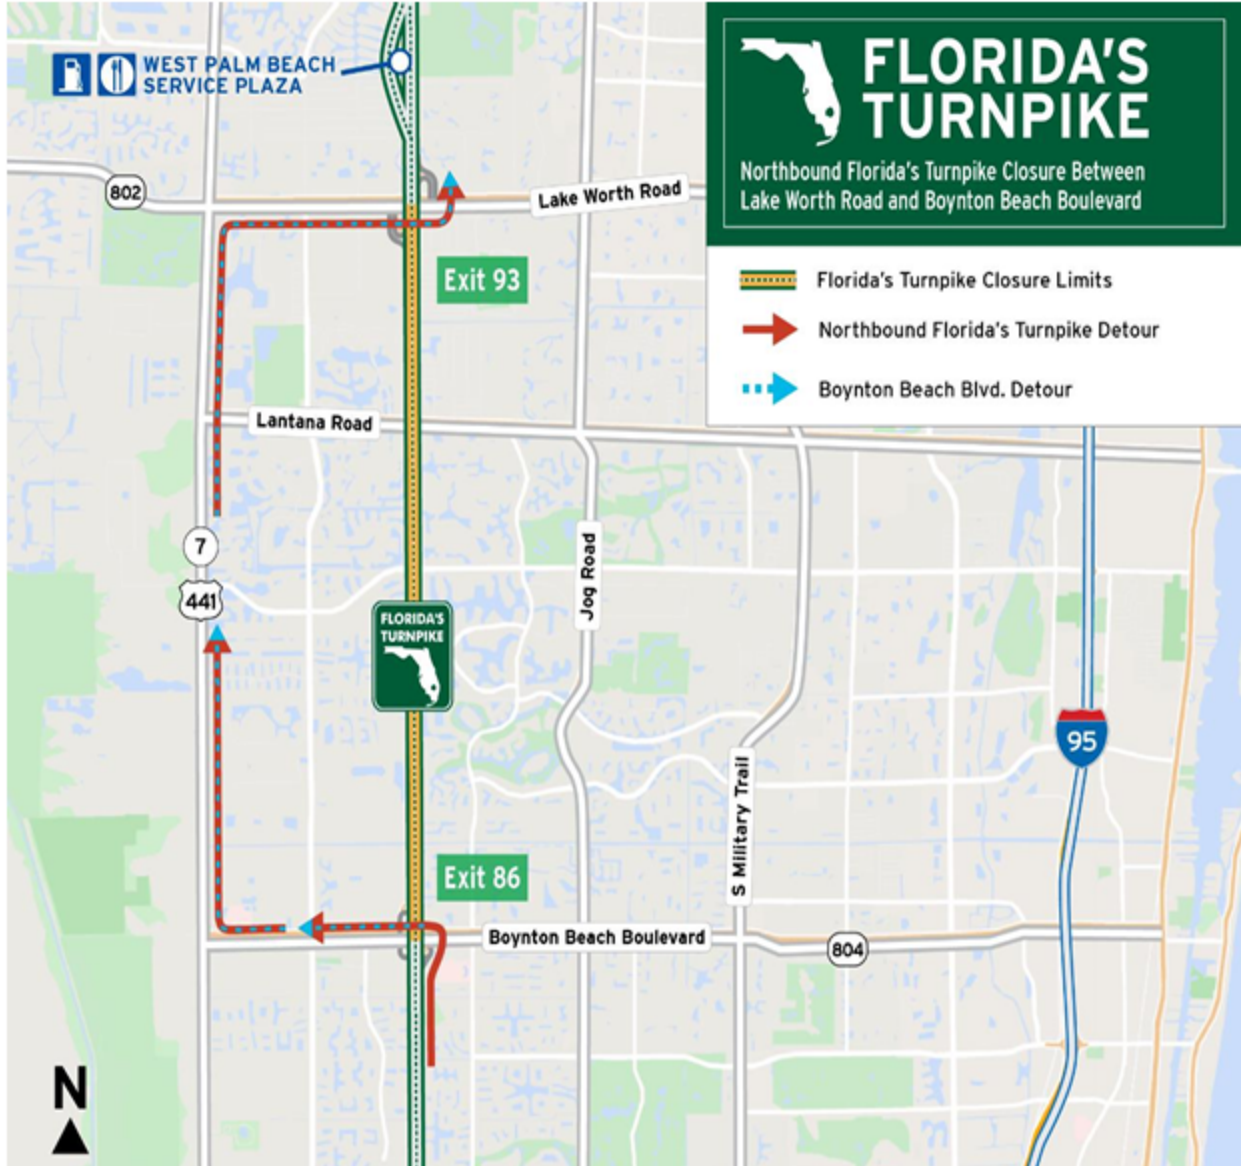 WEST PALM BEACH
SERVICE PLAZA
FLORIDA'S
TURNPIKE
Northbound Florida's Turnpike Closure Between
Lake Worth Road and Boynton Beach Boulevard
802
Lake Worth Road
Exit 93
Florida's Turnpike Closure Limits
Northbound Florida's Turnpike Detour
Boynton Beach Blvd. Detour
Lantana Road
7
441
Jog Road
FLORIDA'S
TURNPIKE
95
S Military Trail
Exit 86
Boynton Beach Boulevard
804
N